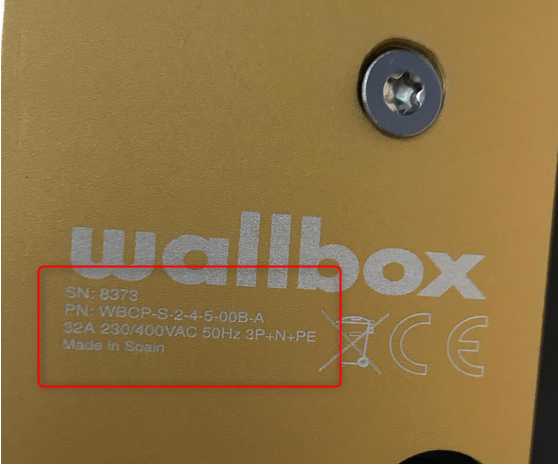 wallbox
SN: 8373
PN: WBCP-S-2-4-5-00B-A
32A 230/400VAC 50Hz 3P+N+PE
Made in Spain
CE